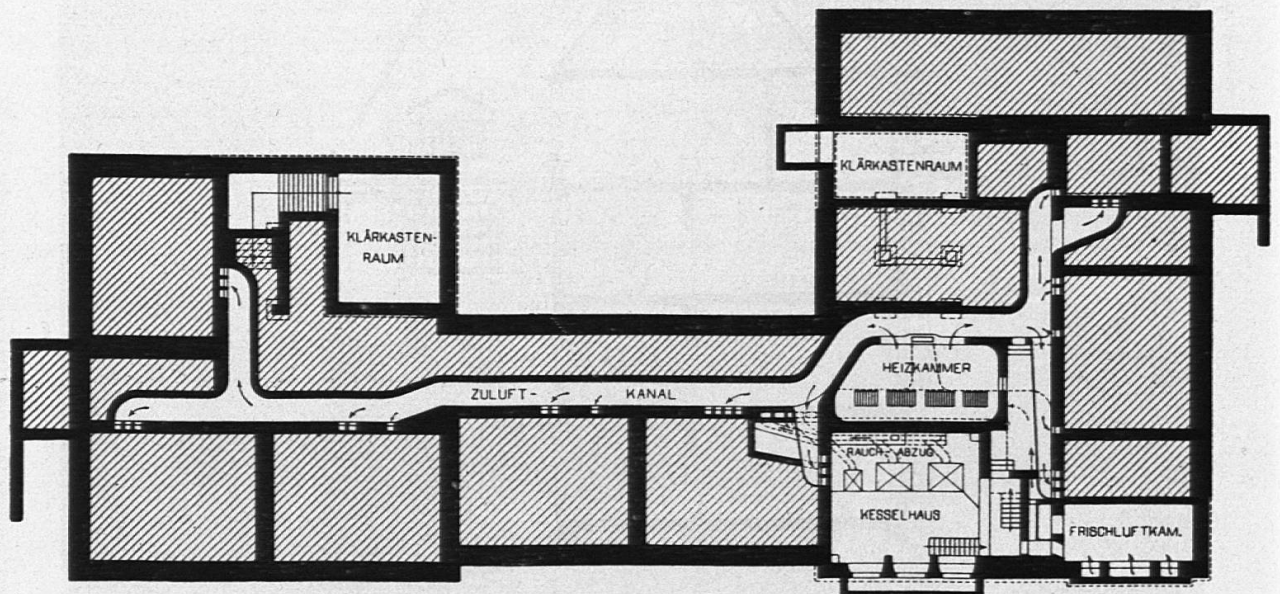 KLÄRKASTENRAUM
KLÄRKASTEN-
RAUM
HEIZKAMMER
ZULUFT- KANAL
RAUCH-ABZUG
KESSELHAUS
FRISCHLUFTKAM.